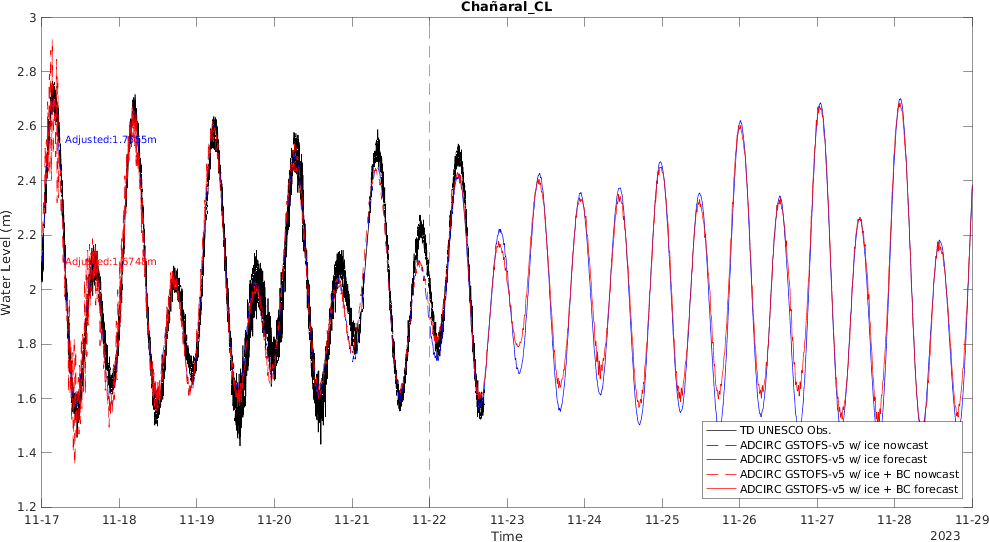 Chañaral_CL
3
2.8
2.6
2.4
2.2
2
1.8
1.6
1.4
1.2
Water Level (m)
TD UNESCO Obs.
ADCIRC GSTOFS-v5 w/ ice nowcast
ADCIRC GSTOFS-v5 w/ ice forecast
ADCIRC GSTOFS-v5 w/ ice + BC nowcast
ADCIRC GSTOFS-v5 w/ ice + BC forecast
11-17 11-18 11-19 11-20 11-21 11-22 11-23 11-24 11-25 11-26 11-27 11-28 11-29
Time
2023